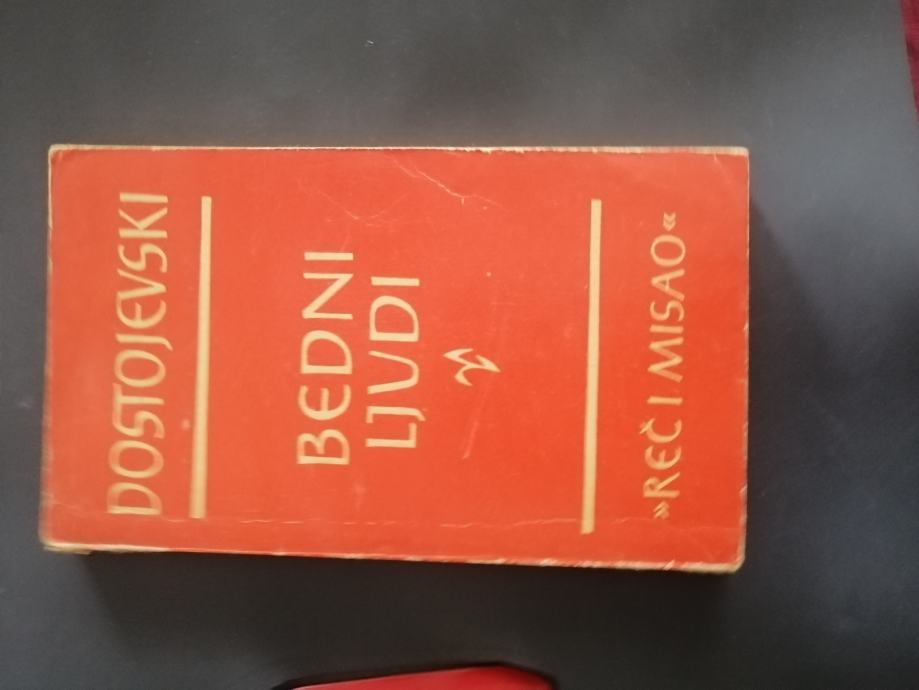 DOSTOJEVSKI
BEDNI
LJUDI
»REČ I MISAO«